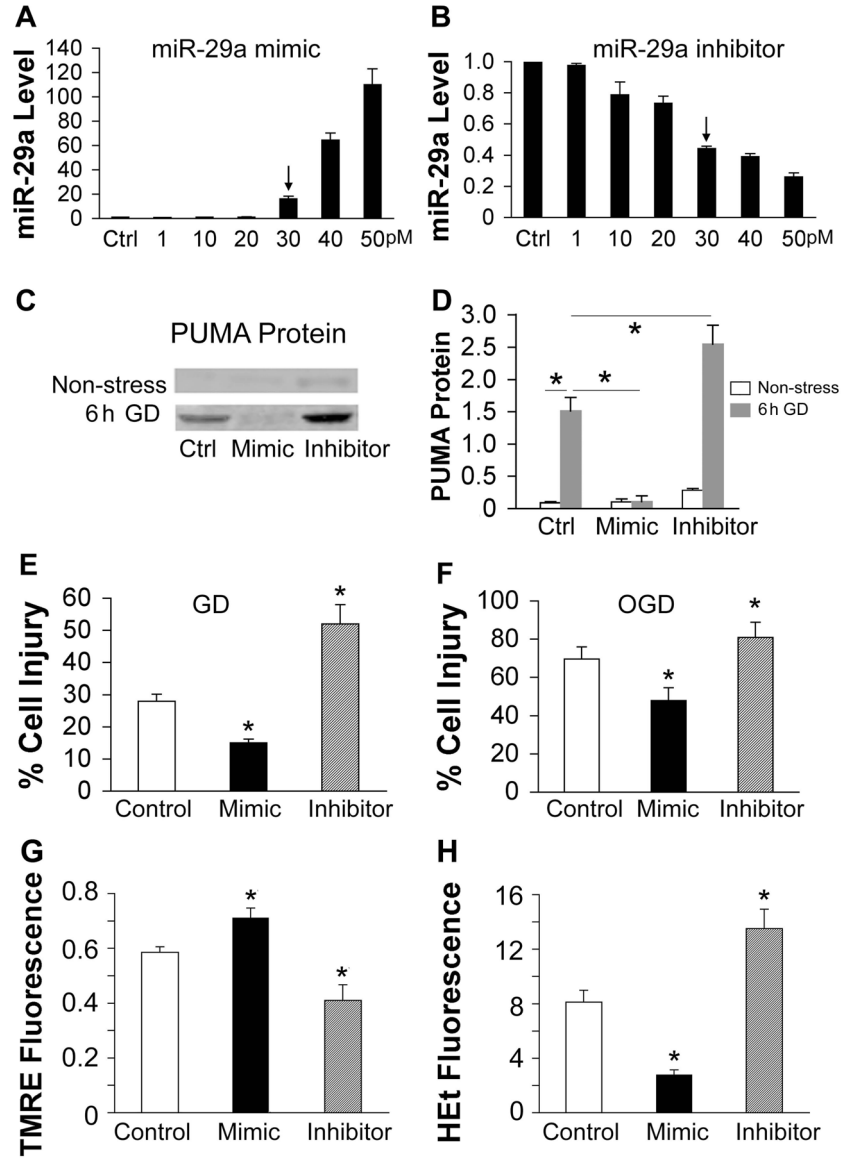 A
miR-29a mimic
miR-29a Level
140
120
100
80
60
40
20
0
Ctrl 1 10 20 30 40 50pM
B
miR-29a inhibitor
miR-29a Level
1.0
0.8
0.6
0.4
0.2
0
Ctrl 1 10 20 30 40 50pM
C
PUMA Protein
Non-stress
6h GD
Ctrl Mimic Inhibitor
D
PUMA Protein
3.0
2.5
2.0
1.5
1.0
0.5
0
* * *
Non-stress
6h GD
Ctrl Mimic Inhibitor
E
GD
% Cell Injury
60
50
40
30
20
10
0
* *
Control Mimic Inhibitor
F
OGD
% Cell Injury
100
80
60
40
20
0
* *
Control Mimic Inhibitor
G
TMRE Fluorescence
0.8
0.6
0.4
0.2
0
* *
Control Mimic Inhibitor
H
HEt Fluorescence
16
12
8
4
0
* *
Control Mimic Inhibitor